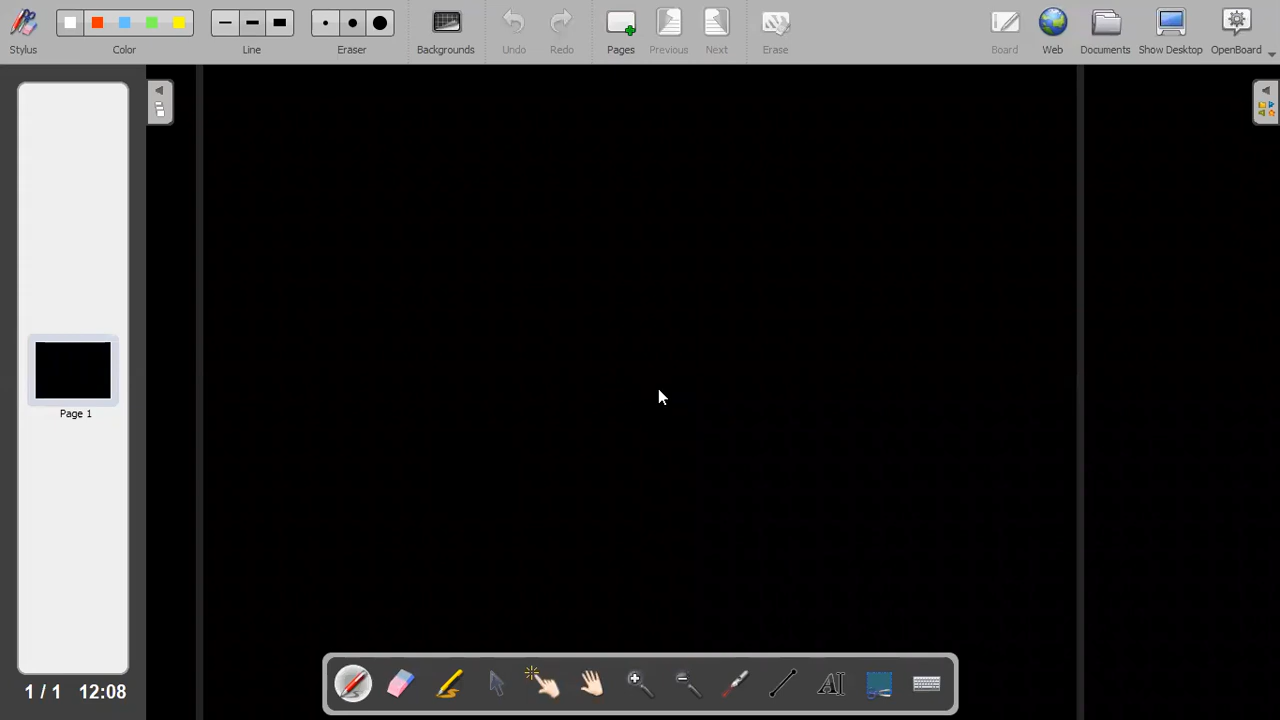 Stylus Color Line Eraser Backgrounds Undo Redo Pages Previous Next Erase Board Web Documents Show Desktop OpenBoard
Page 1
AI
1 / 1 12:08